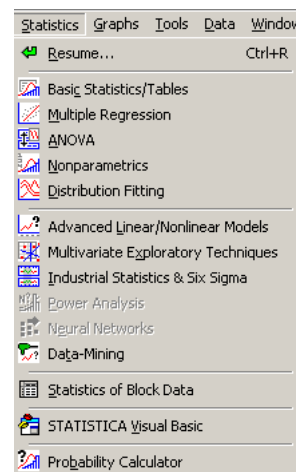 Statistics Graphs Tools Data Window
Resume... Ctrl+R
Basic Statistics/Tables
Multiple Regression
ANOVA
Nonparametrics
Distribution Fitting
Advanced Linear/Nonlinear Models
Multivariate Exploratory Techniques
Industrial Statistics & Six Sigma
Power Analysis
Neural Networks
Data-Mining
Statistics of Block Data
STATISTICA Visual Basic
Probability Calculator